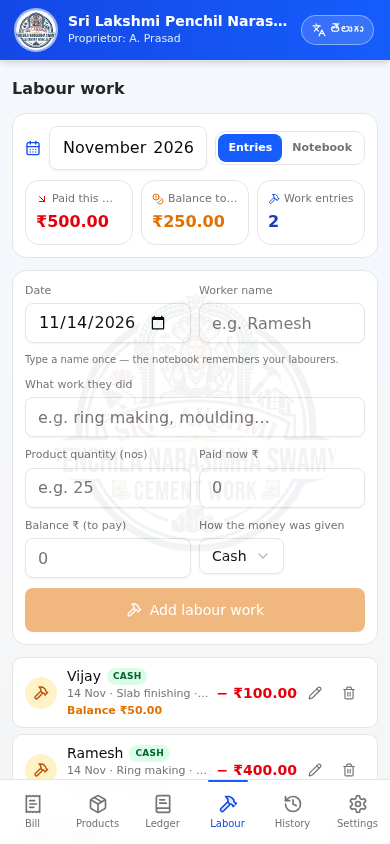 Sri Lakshmi Penchil Naras...
తెలుగు
Proprietor: A. Prasad
Labour work
November 2026
Entries
Notebook
Paid this ...
Balance to...
Work entries
₹500.00
₹250.00
2
Date
Worker name
11/14/2026
e.g. Ramesh
Type a name once — the notebook remembers your labourers.
What work they did
e.g. ring making, moulding...
Product quantity (nos)
Paid now ₹
e.g. 25
0
Balance ₹ (to pay)
How the money was given
0
Cash
Add labour work
Vijay CASH
14 Nov · Slab finishing ·...
− ₹100.00
Balance ₹50.00
Ramesh CASH
14 Nov · Ring making · ...
− ₹400.00
Bill
Products
Ledger
Labour
History
Settings